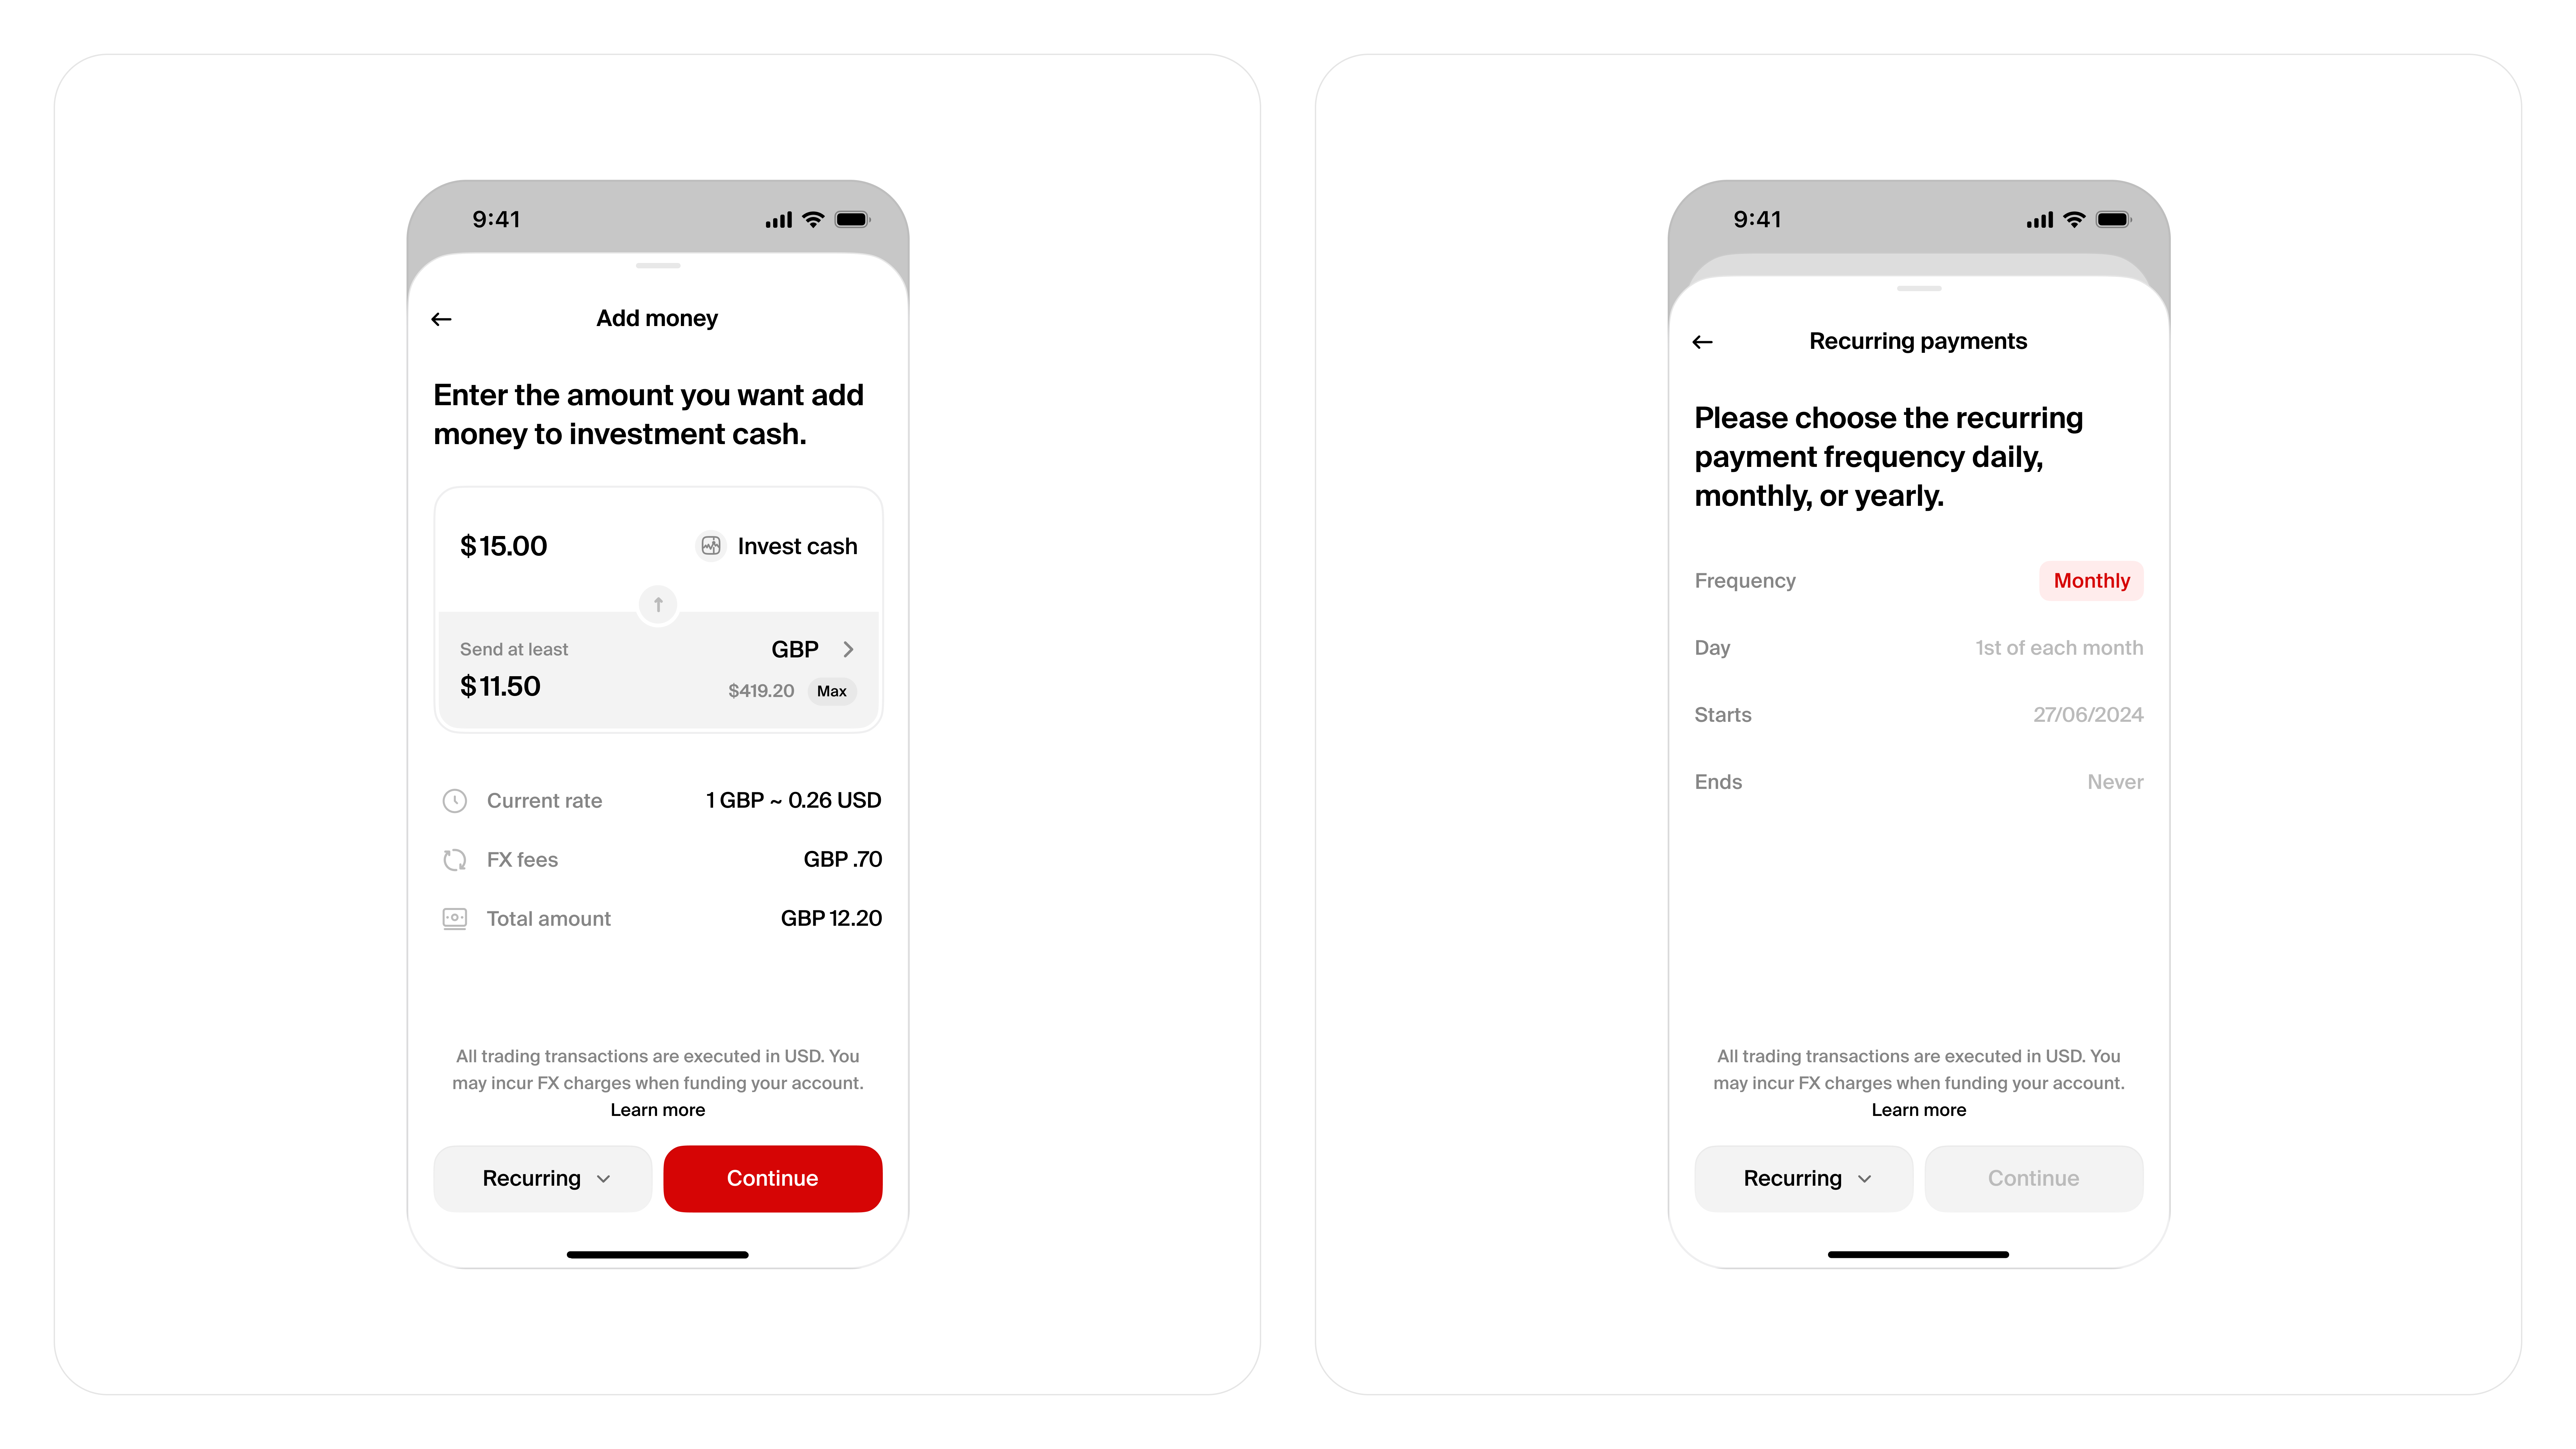 9:41
Add money
Enter the amount you want add
money to investment cash.
$15.00
Invest cash
Send at least
GBP
$11.50
$419.20
Max
Current rate
1 GBP ~ 0.26 USD
FX fees
GBP .70
Total amount
GBP 12.20
All trading transactions are executed in USD. You
may incur FX charges when funding your account.
Learn more
Recurring
Continue
9:41
Recurring payments
Please choose the recurring
payment frequency daily,
monthly, or yearly.
Frequency
Monthly
Day
1st of each month
Starts
27/06/2024
Ends
Never
All trading transactions are executed in USD. You
may incur FX charges when funding your account.
Learn more
Recurring
Continue